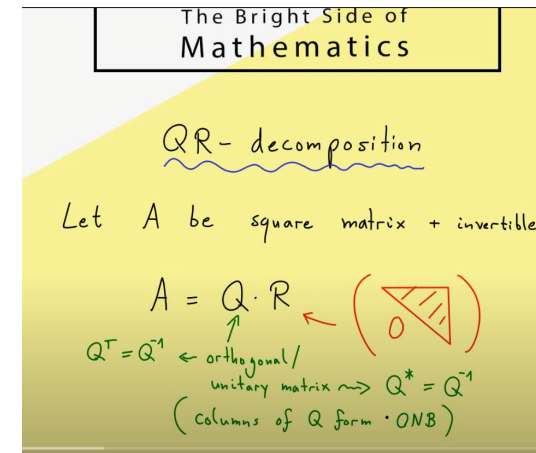 The Bright Side of
Mathematics
QR - decomposition
Let A be square matrix + invertible
A = Q · R
0
Qᵀ = Q⁻¹ ← orthogonal/
unitary matrix ⇝ Q* = Q⁻¹
(columns of Q form · ONB)